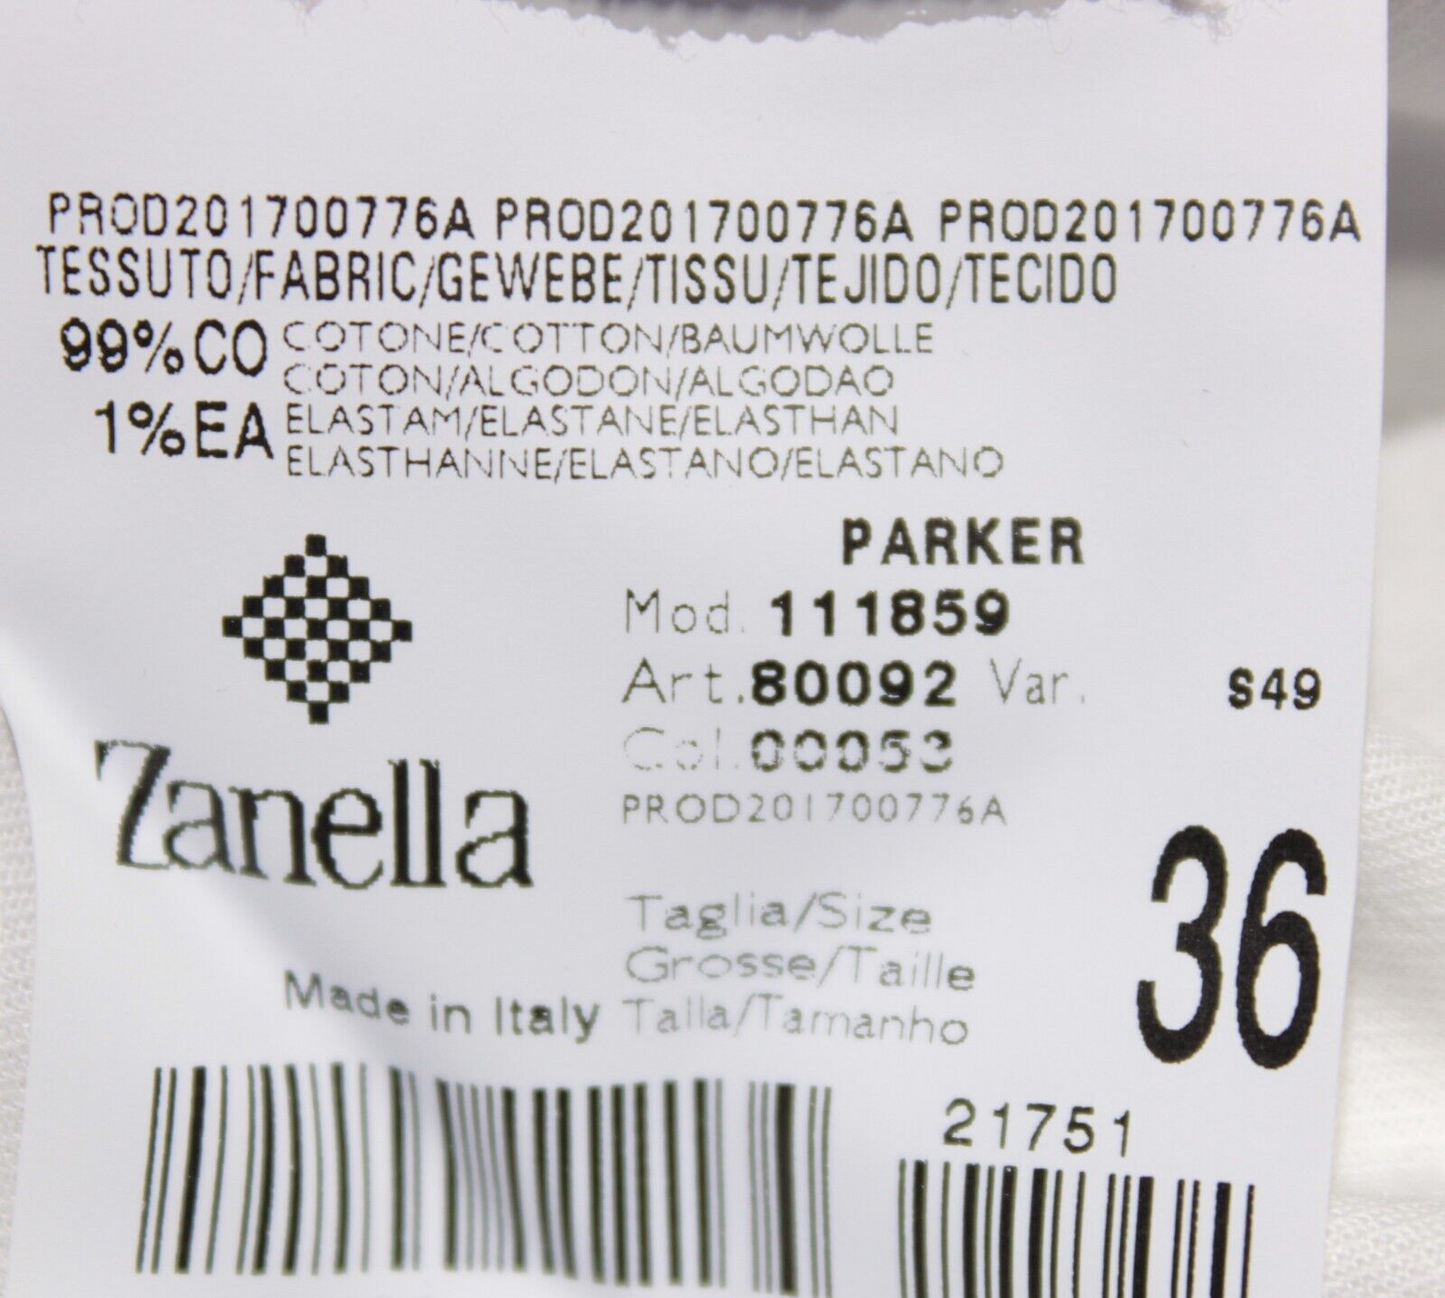 PROD201700776A PROD201700776A PROD201700776A
TESSUTO/FABRIC/GEWEBE/TISSU/TEJIDO/TECIDO
99%CO COTONE/COTTON/BAUMWOLLE
COTON/ALGODON/ALGODAO
1%EA ELASTAM/ELASTANE/ELASTHAN
ELASTHANNE/ELASTANO/ELASTANO
PARKER
Mod. 111859
Art.80092 Var. S49
Col.00053
PROD201700776A
Zanella
Taglia/Size
Grosse/Taille
Talla/Tamanho
36
Made in Italy
21751